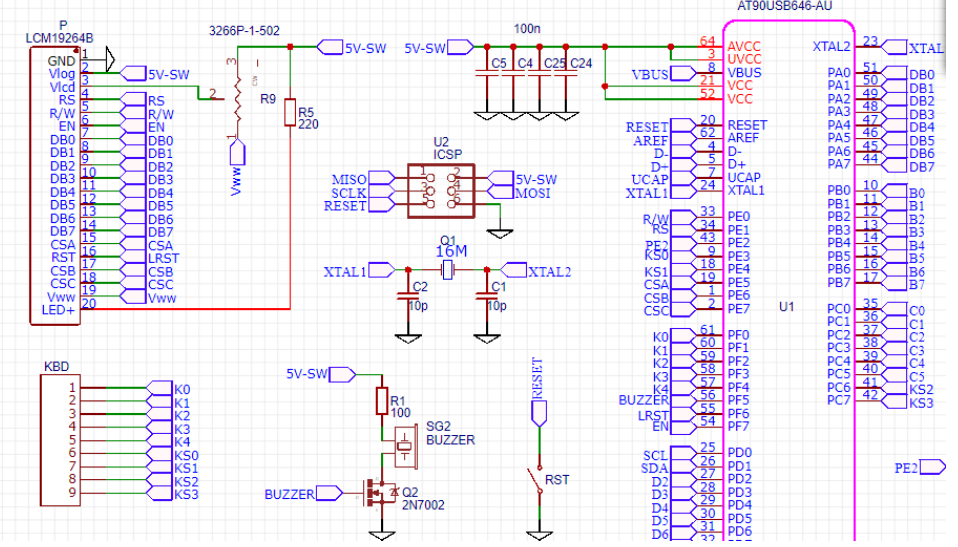 AT90USB646-AU
P
LCM19264B
GND 1
Vlog 2 5V-SW
Vlcd 3
RS 4 RS
R/W 5 R/W
EN 6 EN
DB0 7 DB0
DB1 8 DB1
DB2 9 DB2
DB3 10 DB3
DB4 11 DB4
DB5 12 DB5
DB6 13 DB6
DB7 14 DB7
CSA 15 CSA
RST 16 LRST
CSB 17 CSB
CSC 18 CSC
Vww 19 Vww
LED+ 20
3266P-1-502
5V-SW
3
CW
2
R9
1
Vww
R5
220
5V-SW
100n
C5 C4 C25 C24
U2
ICSP
MISO 1 2 5V-SW
SCLK 3 4 MOSI
RESET 5 6
Q1
16M
XTAL1 XTAL2
C2
10p
C1
10p
KBD
1 K0
2 K1
3 K2
4 K3
5 K4
6 KS0
7 KS1
8 KS2
9 KS3
5V-SW
R1
100
SG2
BUZZER
BUZZER
Q2
2N7002
RESET
RST
64 AVCC
3 UVCC
VBUS 8 VBUS
21 VCC
52 VCC
RESET 20 RESET
AREF 62 AREF
D- 4 D-
D+ 5 D+
UCAP 7 UCAP
XTAL1 24 XTAL1
R/W 33 PE0
RS 34 PE1
PE2 43 PE2
KS0 9 PE3
KS1 18 PE4
CSA 19 PE5
CSB 1 PE6
CSC 2 PE7
U1
K0 61 PF0
K1 60 PF1
K2 59 PF2
K3 58 PF3
K4 57 PF4
BUZZER 56 PF5
LRST 55 PF6
EN 54 PF7
SCL 25 PD0
SDA 26 PD1
D2 27 PD2
D3 28 PD3
D4 29 PD4
D5 30 PD5
D6 31 PD6
32
XTAL2 23 XTAL
PA0 51 DB0
PA1 50 DB1
PA2 49 DB2
PA3 48 DB3
PA4 47 DB4
PA5 46 DB5
PA6 45 DB6
PA7 44 DB7
PB0 10 B0
PB1 11 B1
PB2 12 B2
PB3 13 B3
PB4 14 B4
PB5 15 B5
PB6 16 B6
PB7 17 B7
PC0 35 C0
PC1 36 C1
PC2 37 C2
PC3 38 C3
PC4 39 C4
PC5 40 C5
PC6 41 KS2
PC7 42 KS3
PE2